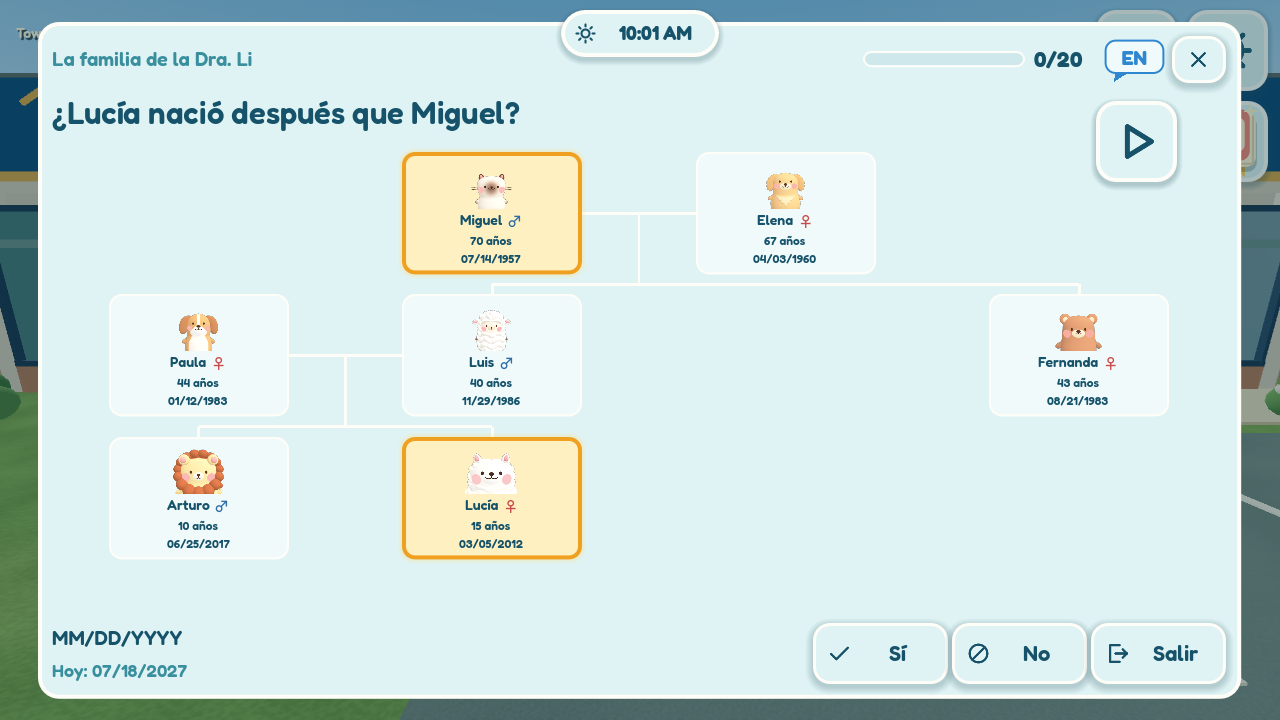 Tow
10:01 AM
La familia de la Dra. Li
0/20
EN
¿Lucía nació después que Miguel?
Miguel ♂
70 años
07/14/1957
Elena ♀
67 años
04/03/1960
Paula ♀
44 años
01/12/1983
Luis ♂
40 años
11/29/1986
Fernanda ♀
43 años
08/21/1983
Arturo ♂
10 años
06/25/2017
Lucía ♀
15 años
03/05/2012
MM/DD/YYYY
Hoy: 07/18/2027
Sí
No
Salir